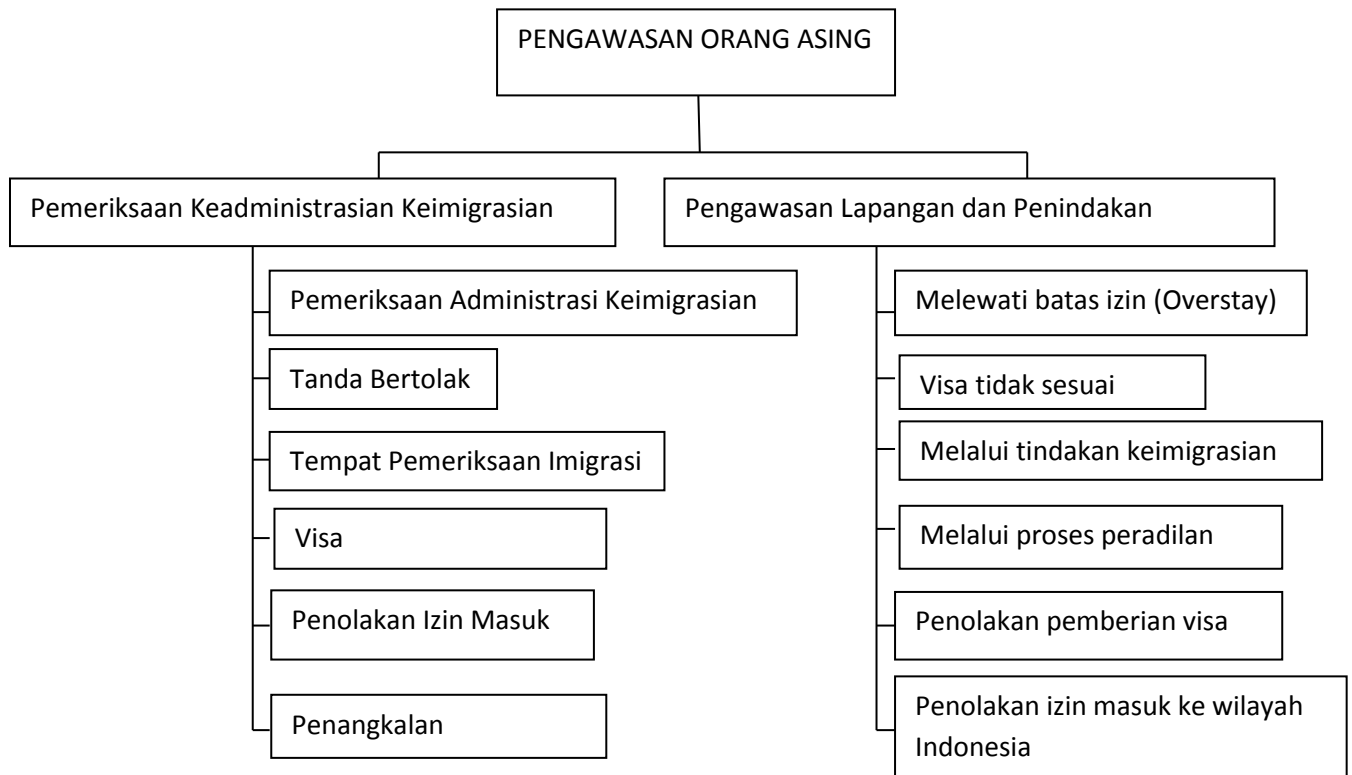 PENGAWASAN ORANG ASING
Pemeriksaan Keadministrasian Keimigrasian
Pemeriksaan Administrasi Keimigrasian
Tanda Bertolak
Tempat Pemeriksaan Imigrasi
Visa
Penolakan Izin Masuk
Penangkalan
Pengawasan Lapangan dan Penindakan
Melewati batas izin (Overstay)
Visa tidak sesuai
Melalui tindakan keimigrasian
Melalui proses peradilan
Penolakan pemberian visa
Penolakan izin masuk ke wilayah
Indonesia